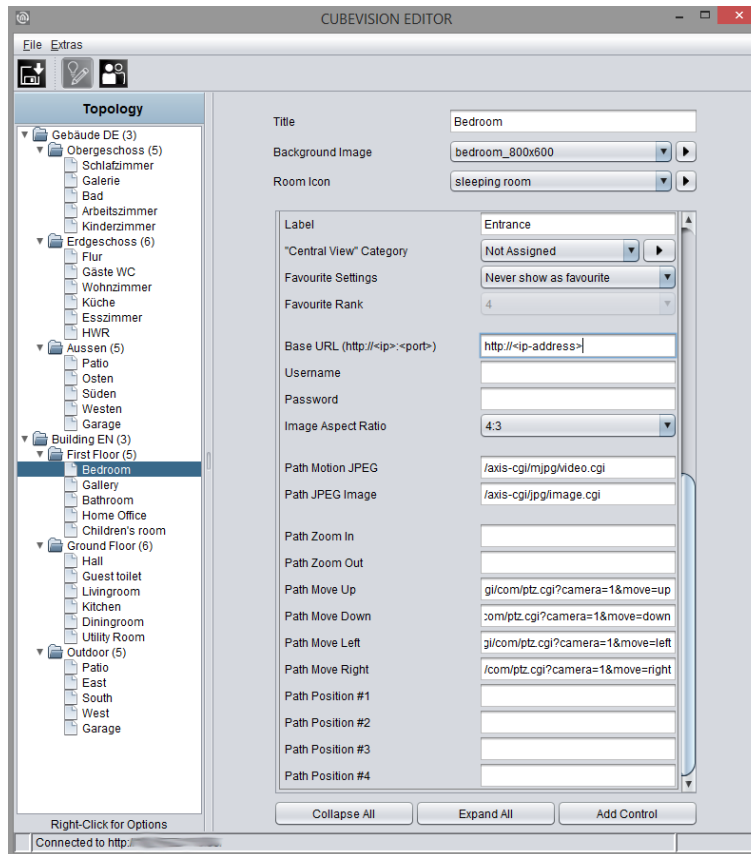 CUBEVISION EDITOR
File Extras
Topology
Gebäude DE (3)
Obergeschoss (5)
Schlafzimmer
Galerie
Bad
Arbeitszimmer
Kinderzimmer
Erdgeschoss (6)
Flur
Gäste WC
Wohnzimmer
Küche
Esszimmer
HWR
Aussen (5)
Patio
Osten
Süden
Westen
Garage
Building EN (3)
First Floor (5)
Bedroom
Gallery
Bathroom
Home Office
Children's room
Ground Floor (6)
Hall
Guest toilet
Livingroom
Kitchen
Diningroom
Utility Room
Outdoor (5)
Patio
East
South
West
Garage
Right-Click for Options
Title Bedroom
Background Image bedroom_800x600
Room Icon sleeping room
Label Entrance
"Central View" Category Not Assigned
Favourite Settings Never show as favourite
Favourite Rank 4
Base URL (http://<ip>:<port>) http://<ip-address>
Username
Password
Image Aspect Ratio 4:3
Path Motion JPEG /axis-cgi/mjpg/video.cgi
Path JPEG Image /axis-cgi/jpg/image.cgi
Path Zoom In
Path Zoom Out
Path Move Up gi/com/ptz.cgi?camera=1&move=up
Path Move Down :com/ptz.cgi?camera=1&move=down
Path Move Left gi/com/ptz.cgi?camera=1&move=left
Path Move Right /com/ptz.cgi?camera=1&move=right
Path Position #1
Path Position #2
Path Position #3
Path Position #4
Collapse All Expand All Add Control
Connected to http:/